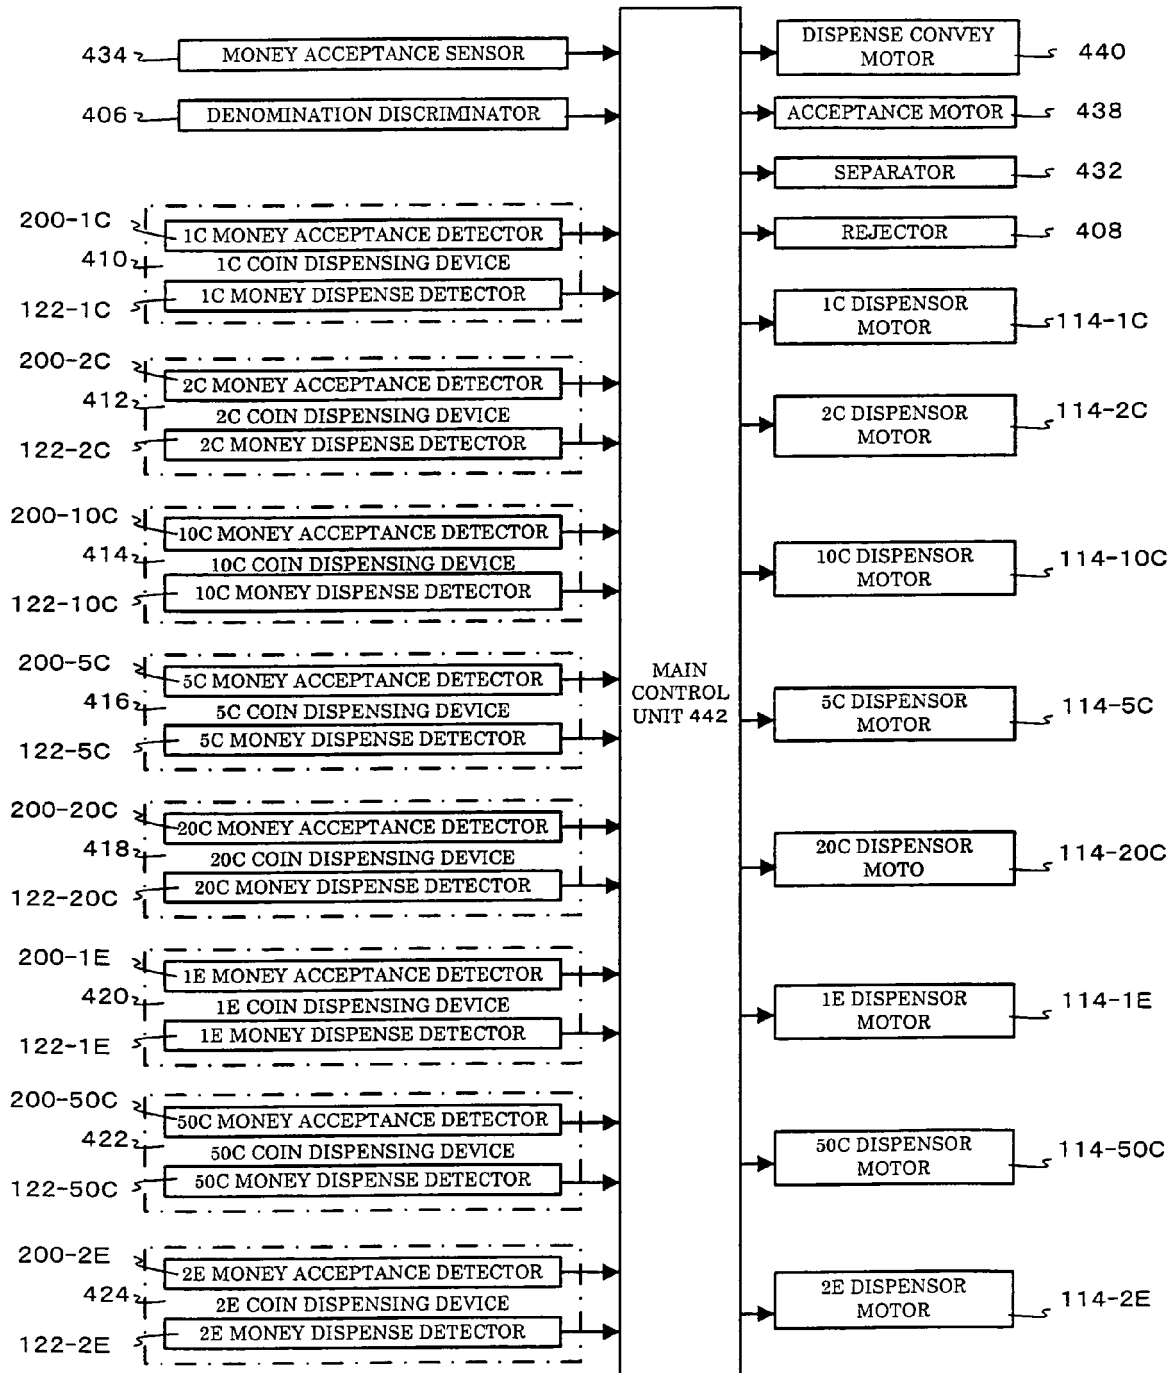 434
MONEY ACCEPTANCE SENSOR
406
DENOMINATION DISCRIMINATOR
200-1C
1C MONEY ACCEPTANCE DETECTOR
410
1C COIN DISPENSING DEVICE
122-1C
1C MONEY DISPENSE DETECTOR
200-2C
2C MONEY ACCEPTANCE DETECTOR
412
2C COIN DISPENSING DEVICE
122-2C
2C MONEY DISPENSE DETECTOR
200-10C
10C MONEY ACCEPTANCE DETECTOR
414
10C COIN DISPENSING DEVICE
122-10C
10C MONEY DISPENSE DETECTOR
200-5C
5C MONEY ACCEPTANCE DETECTOR
416
5C COIN DISPENSING DEVICE
122-5C
5C MONEY DISPENSE DETECTOR
200-20C
20C MONEY ACCEPTANCE DETECTOR
418
20C COIN DISPENSING DEVICE
122-20C
20C MONEY DISPENSE DETECTOR
200-1E
1E MONEY ACCEPTANCE DETECTOR
420
1E COIN DISPENSING DEVICE
122-1E
1E MONEY DISPENSE DETECTOR
200-50C
50C MONEY ACCEPTANCE DETECTOR
422
50C COIN DISPENSING DEVICE
122-50C
50C MONEY DISPENSE DETECTOR
200-2E
2E MONEY ACCEPTANCE DETECTOR
424
2E COIN DISPENSING DEVICE
122-2E
2E MONEY DISPENSE DETECTOR
MAIN
CONTROL
UNIT 442
DISPENSE CONVEY
MOTOR
440
ACCEPTANCE MOTOR
438
SEPARATOR
432
REJECTOR
408
1C DISPENSOR
MOTOR
114-1C
2C DISPENSOR
MOTOR
114-2C
10C DISPENSOR
MOTOR
114-10C
5C DISPENSOR
MOTOR
114-5C
20C DISPENSOR
MOTO
114-20C
1E DISPENSOR
MOTOR
114-1E
50C DISPENSOR
MOTOR
114-50C
2E DISPENSOR
MOTOR
114-2E